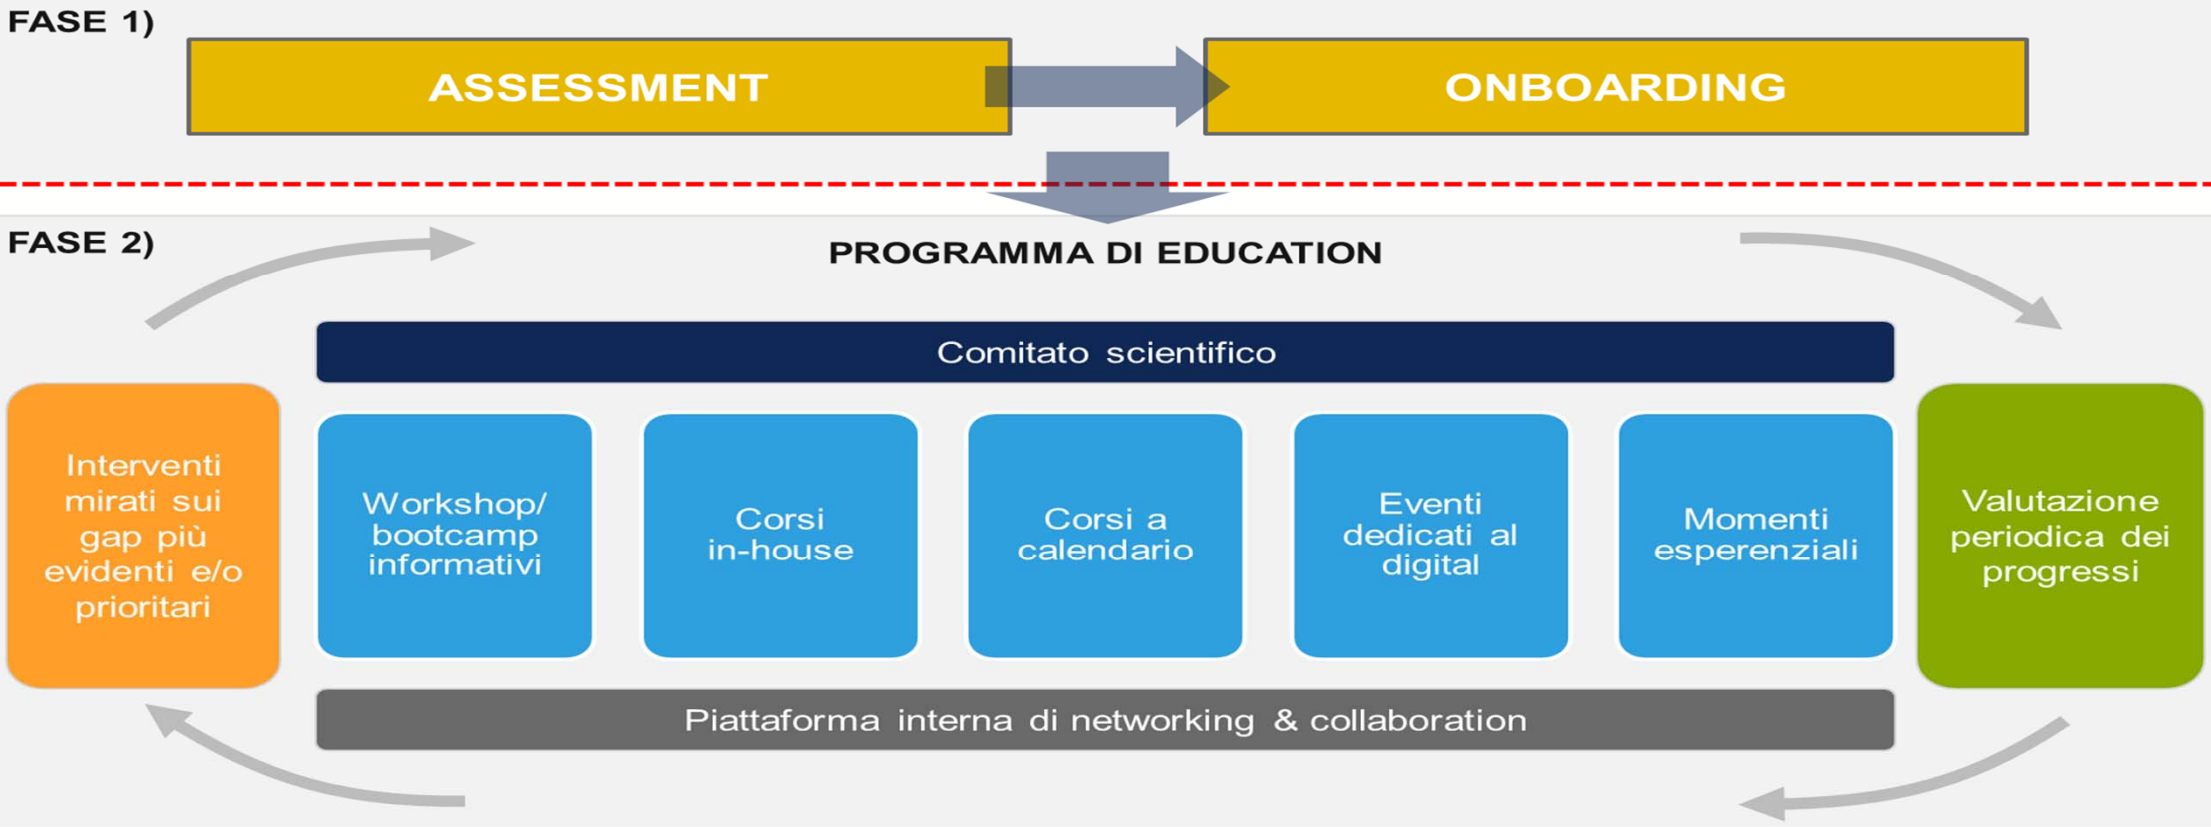 FASE 1)
ASSESSMENT
ONBOARDING
FASE 2)
PROGRAMMA DI EDUCATION
Comitato scientifico
Interventi
mirati sui
gap più
evidenti e/o
prioritari
Workshop/
bootcamp
informativi
Corsi
in-house
Corsi a
calendario
Eventi
dedicati al
digital
Momenti
esperenziali
Valutazione
periodica dei
progressi
Piattaforma interna di networking & collaboration